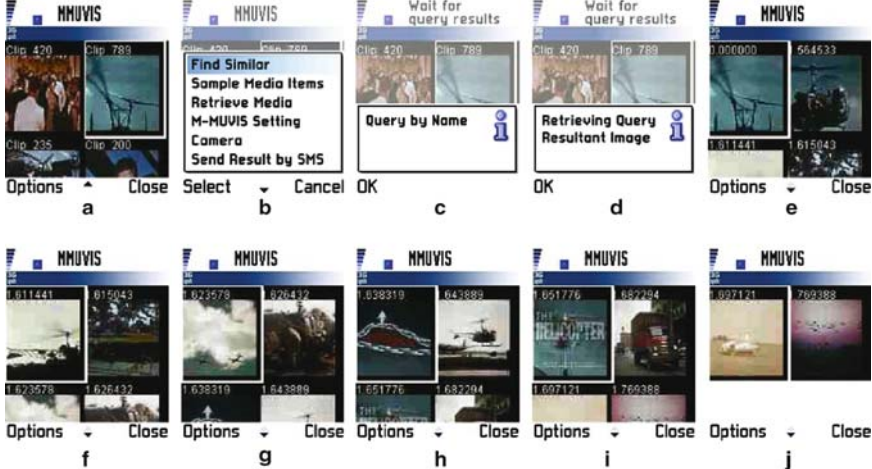 MMUVIS
Clip 420 Clip 789
Clip 235 Clip 200
Options Close
a
MMUVIS
Clip 420 Clip 789
Find Similar
Sample Media Items
Retrieve Media
M-MUVIS Setting
Camera
Send Result by SMS
Select Cancel
b
Wait for
query results
Clip 420 Clip 789
Query by Name
OK
c
Wait for
query results
Clip 420 Clip 789
Retrieving Query
Resultant Image
OK
d
MMUVIS
0.000000 1.564533
1.611441 1.615043
Options Close
e
MMUVIS
1.611441 1.615043
1.623578 1.626432
Options Close
f
MMUVIS
1.623578 1.626432
1.638319 1.643889
Options Close
g
MMUVIS
1.638319 1.643889
1.651776 1.682294
THE
Options Close
h
MMUVIS
1.651776 1.682294
THE
HELICOPTER
1.697121 1.769388
Options Close
i
MMUVIS
1.697121 1.769388
Options Close
j